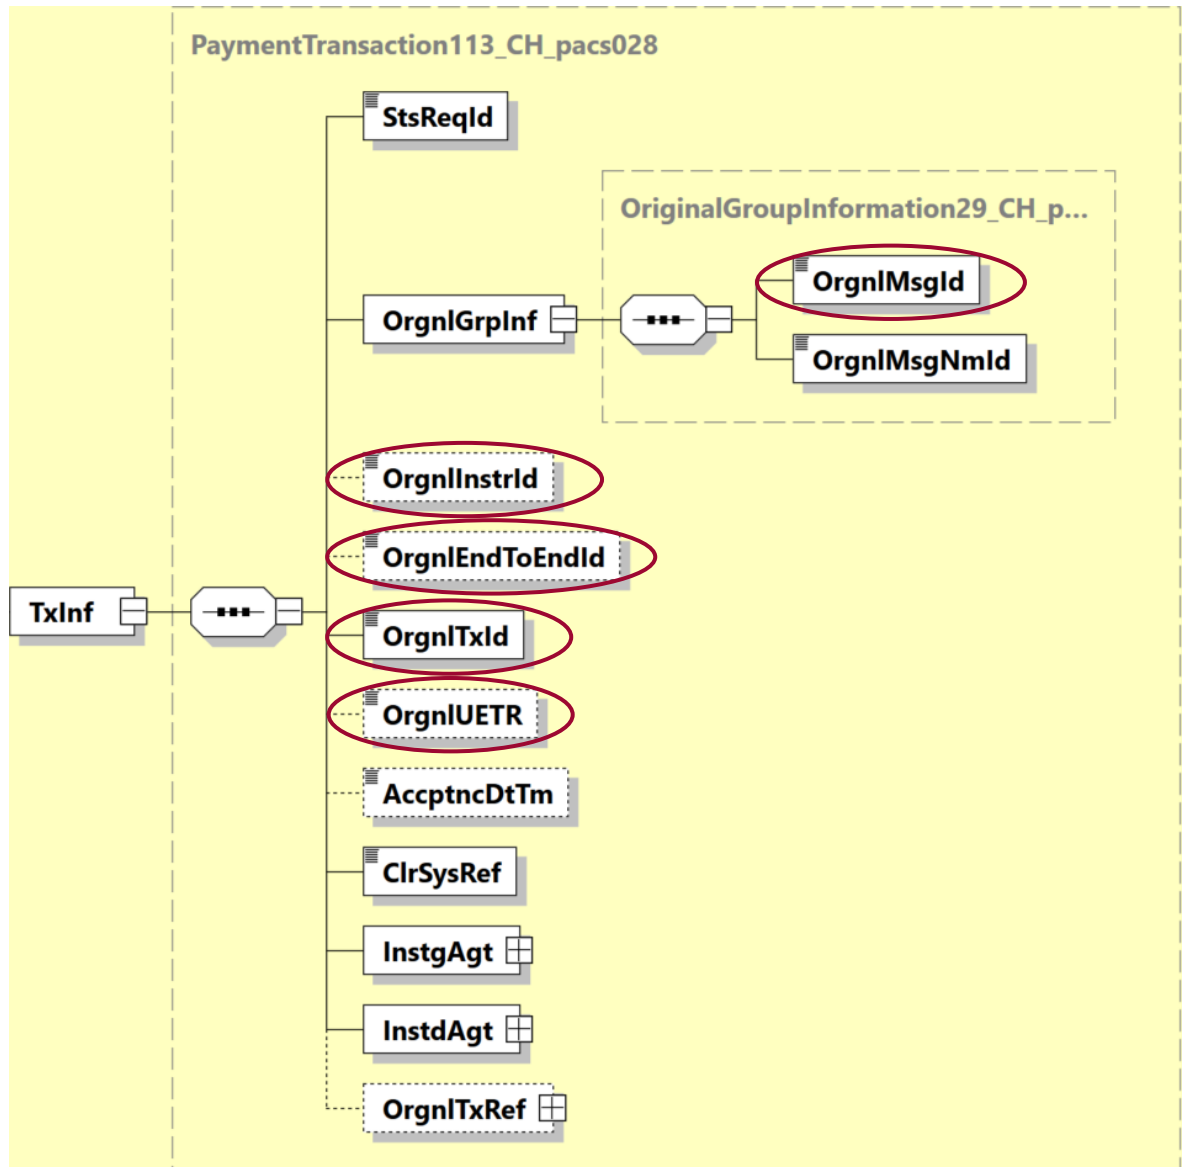 PaymentTransaction113_CH_pacs028
StsReqId
OriginalGroupInformation29_CH_p...
OrgnlMsgId
OrgnlGrpInf
OrgnlMsgNmId
OrgnlInstrId
OrgnlEndToEndId
TxInf
OrgnlTxId
OrgnlUETR
AccptncDtTm
ClrSysRef
InstgAgt
InstdAgt
OrgnlTxRef